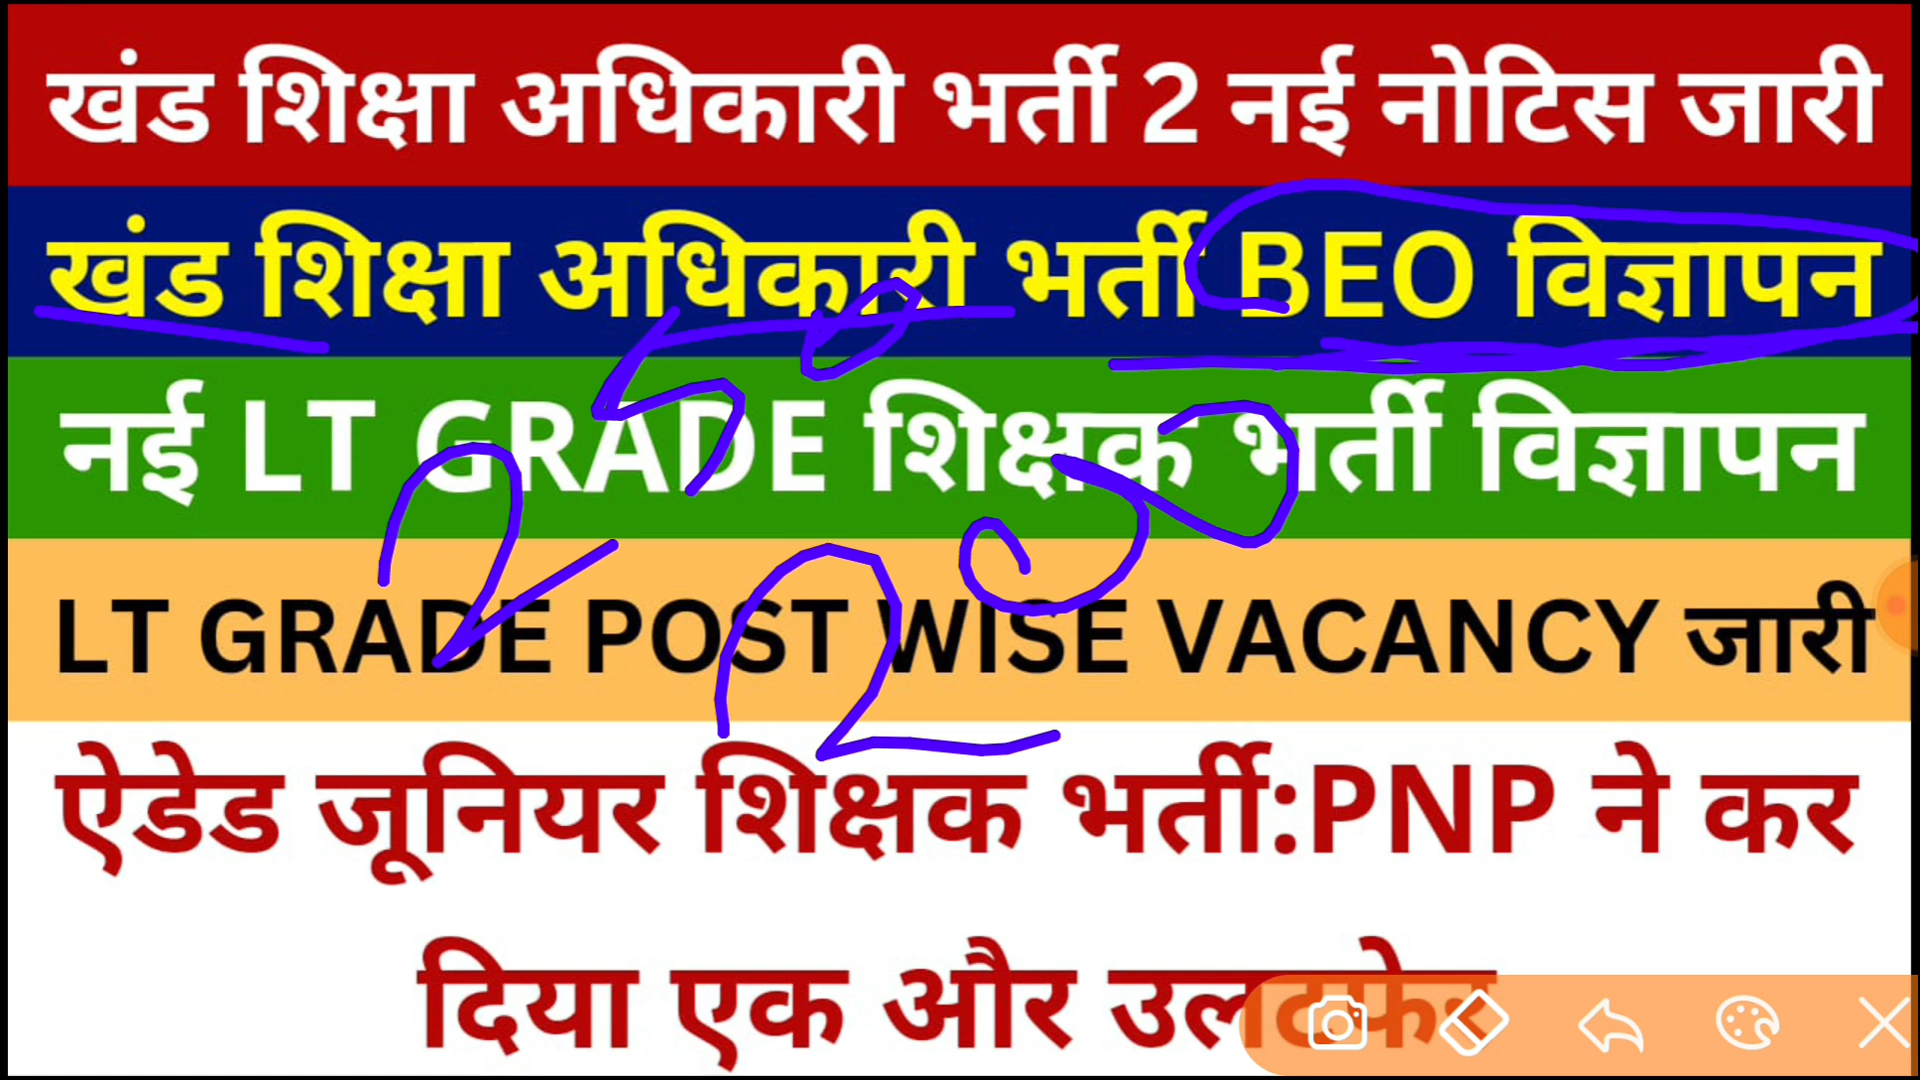 खंड शिक्षा अधिकारी भर्ती 2 नई नोटिस जारी
खंड शिक्षा अधिकारी भर्ती BEO विज्ञापन
नई LT GRADE शिक्षक भर्ती विज्ञापन
LT GRADE POST WISE VACANCY जारी
ऐडेड जूनियर शिक्षक भर्ती:PNP ने कर
दिया एक और उलटफेर